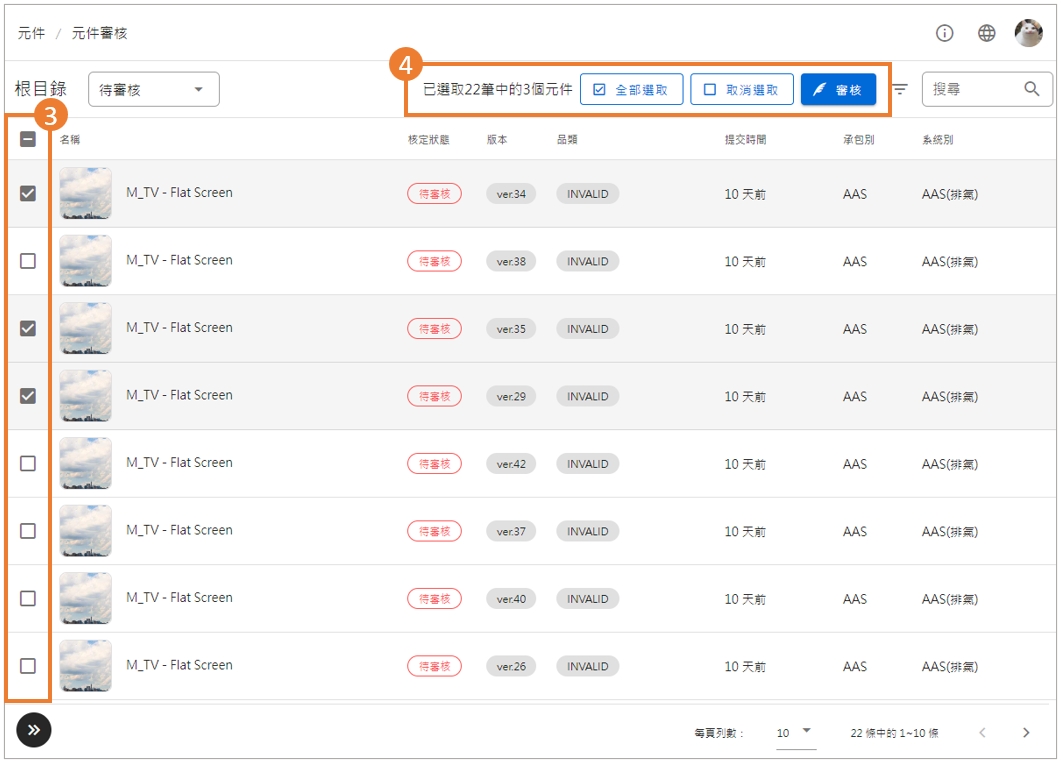 元件 / 元件審核
4
根目錄 待審核 已選取22筆中的3個元件 全部選取 取消選取 審核 搜尋
3
名稱 核定狀態 版本 品類 提交時間 承包別 系統別
M_TV - Flat Screen 待審核 ver.34 INVALID 10 天前 AAS AAS(排氣)
M_TV - Flat Screen 待審核 ver.38 INVALID 10 天前 AAS AAS(排氣)
M_TV - Flat Screen 待審核 ver.35 INVALID 10 天前 AAS AAS(排氣)
M_TV - Flat Screen 待審核 ver.29 INVALID 10 天前 AAS AAS(排氣)
M_TV - Flat Screen 待審核 ver.42 INVALID 10 天前 AAS AAS(排氣)
M_TV - Flat Screen 待審核 ver.37 INVALID 10 天前 AAS AAS(排氣)
M_TV - Flat Screen 待審核 ver.40 INVALID 10 天前 AAS AAS(排氣)
M_TV - Flat Screen 待審核 ver.26 INVALID 10 天前 AAS AAS(排氣)
每頁列數： 10 22 條中的 1~10 條